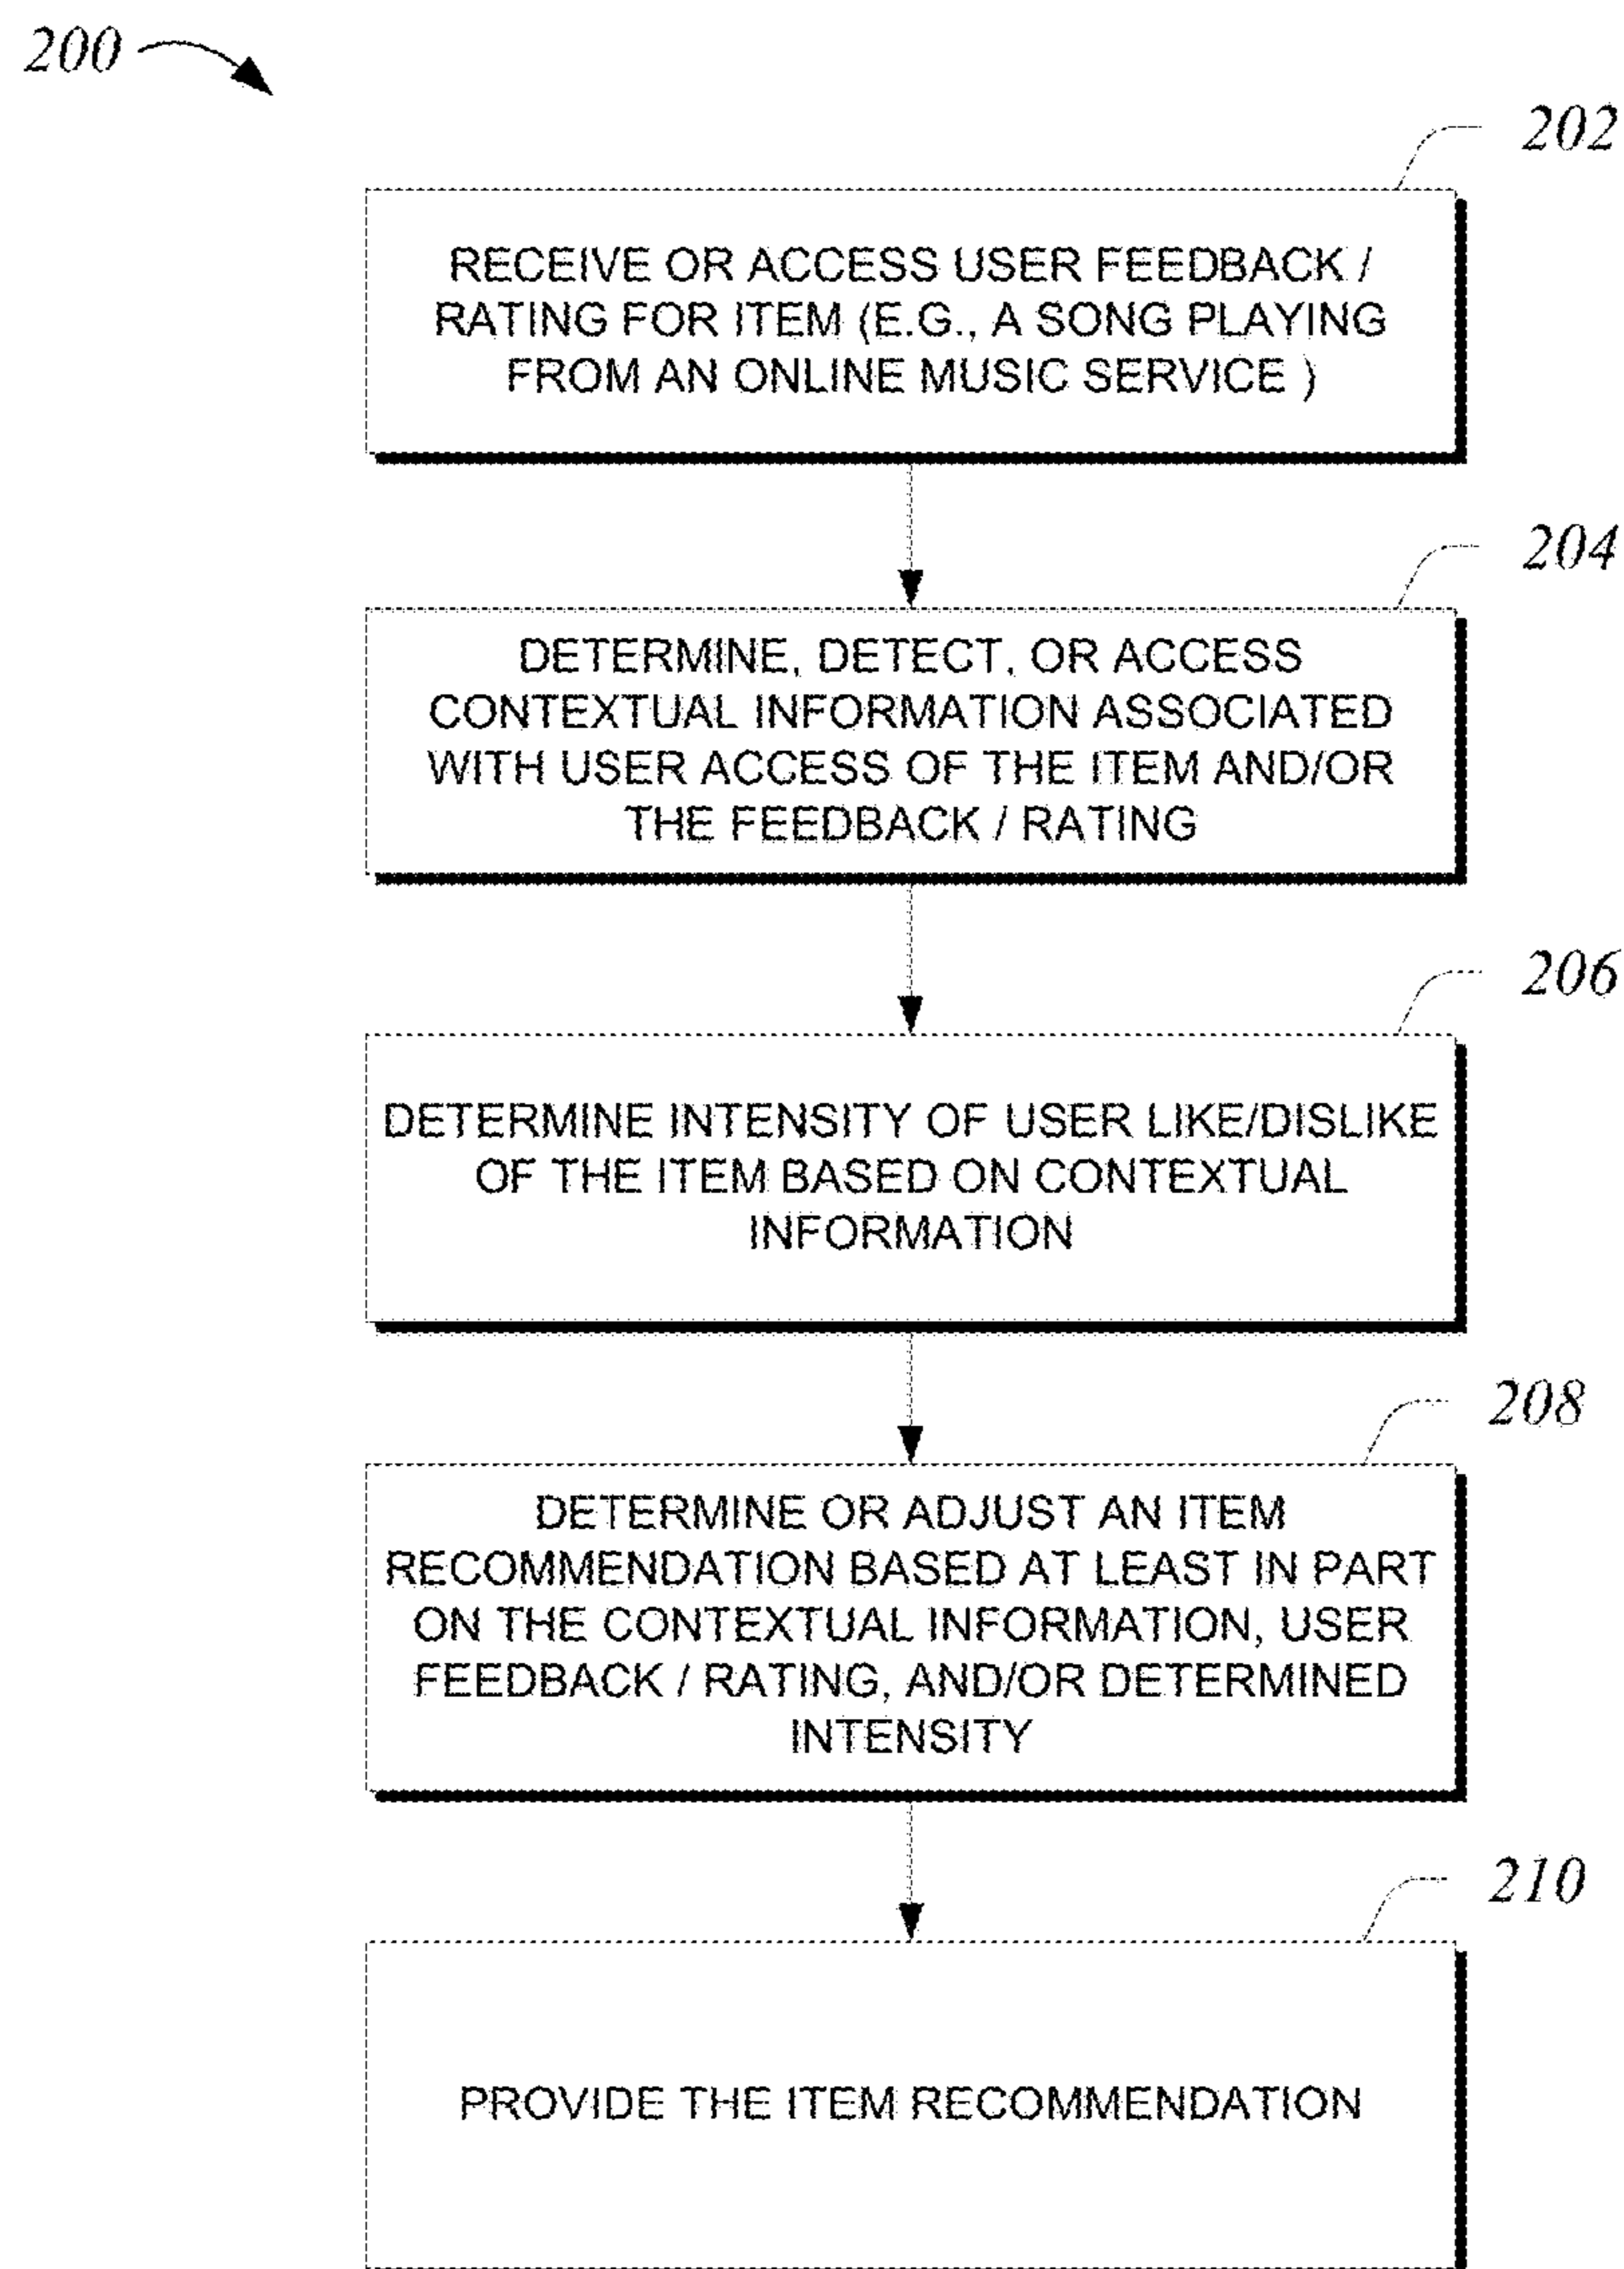 200
202
RECEIVE OR ACCESS USER FEEDBACK /
RATING FOR ITEM (E.G., A SONG PLAYING
FROM AN ONLINE MUSIC SERVICE )
204
DETERMINE, DETECT, OR ACCESS
CONTEXTUAL INFORMATION ASSOCIATED
WITH USER ACCESS OF THE ITEM AND/OR
THE FEEDBACK / RATING
206
DETERMINE INTENSITY OF USER LIKE/DISLIKE
OF THE ITEM BASED ON CONTEXTUAL
INFORMATION
208
DETERMINE OR ADJUST AN ITEM
RECOMMENDATION BASED AT LEAST IN PART
ON THE CONTEXTUAL INFORMATION, USER
FEEDBACK / RATING, AND/OR DETERMINED
INTENSITY
210
PROVIDE THE ITEM RECOMMENDATION